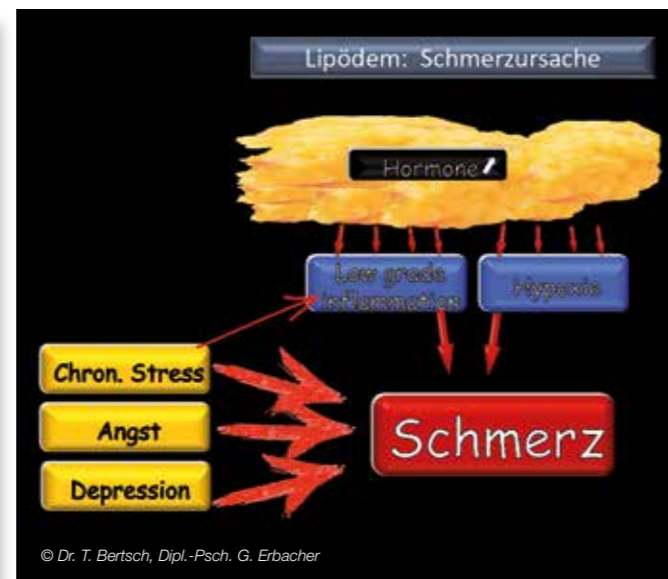 Lipödem: Schmerzursache
Hormone
Low grade
inflammation
Hypoxie
Chron. Stress
Angst
Depression
Schmerz
© Dr. T. Bertsch, Dipl.-Psch. G. Erbacher